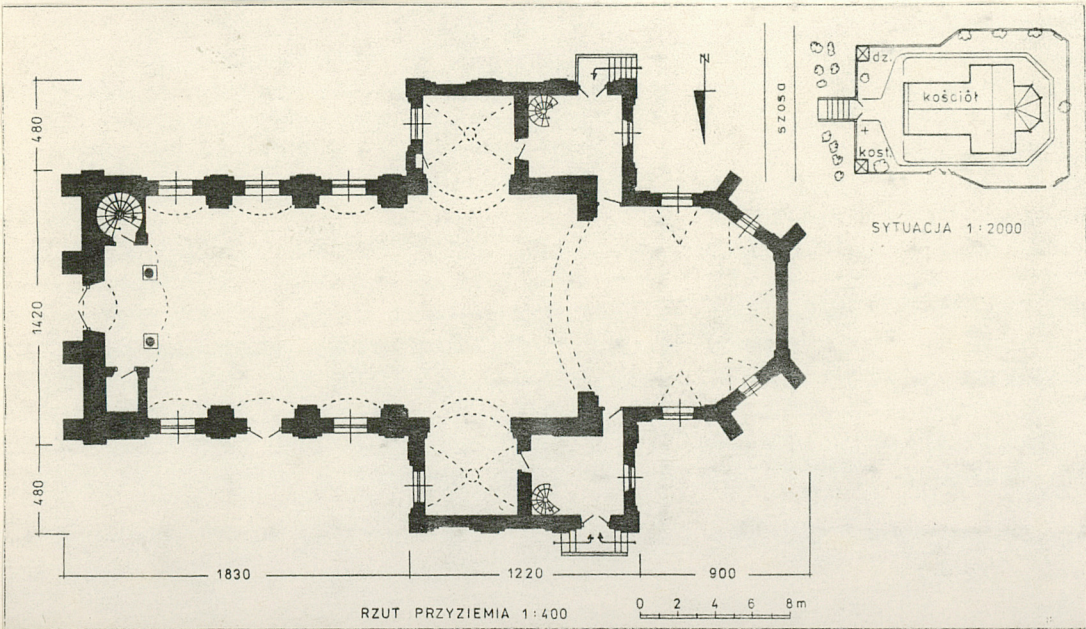 480
1420
480
1830
1220
900
N
szosa
dz.
kościół
+
kost.
SYTUACJA 1:2000
RZUT PRZYZIEMIA 1:400
0 2 4 6 8 m